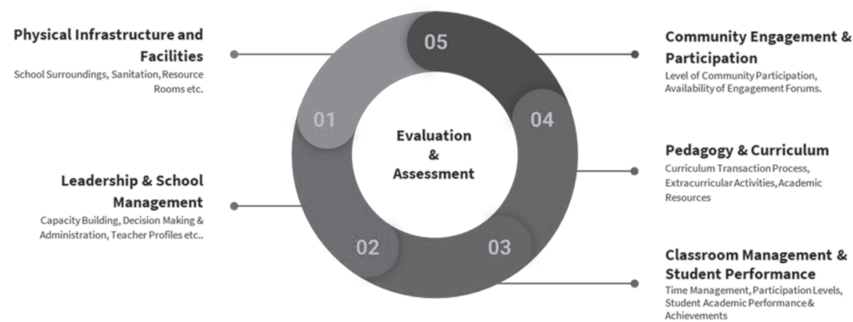 Physical Infrastructure and
Facilities
School Surroundings, Sanitation, Resource
Rooms etc.
Leadership & School
Management
Capacity Building, Decision Making &
Administration, Teacher Profiles etc..
05
01
04
02
03
Evaluation
&
Assessment
Community Engagement &
Participation
Level of Community Participation,
Availability of Engagement Forums.
Pedagogy & Curriculum
Curriculum Transaction Process,
Extracurricular Activities, Academic
Resources
Classroom Management &
Student Performance
Time Management, Participation Levels,
Student Academic Performance &
Achievements